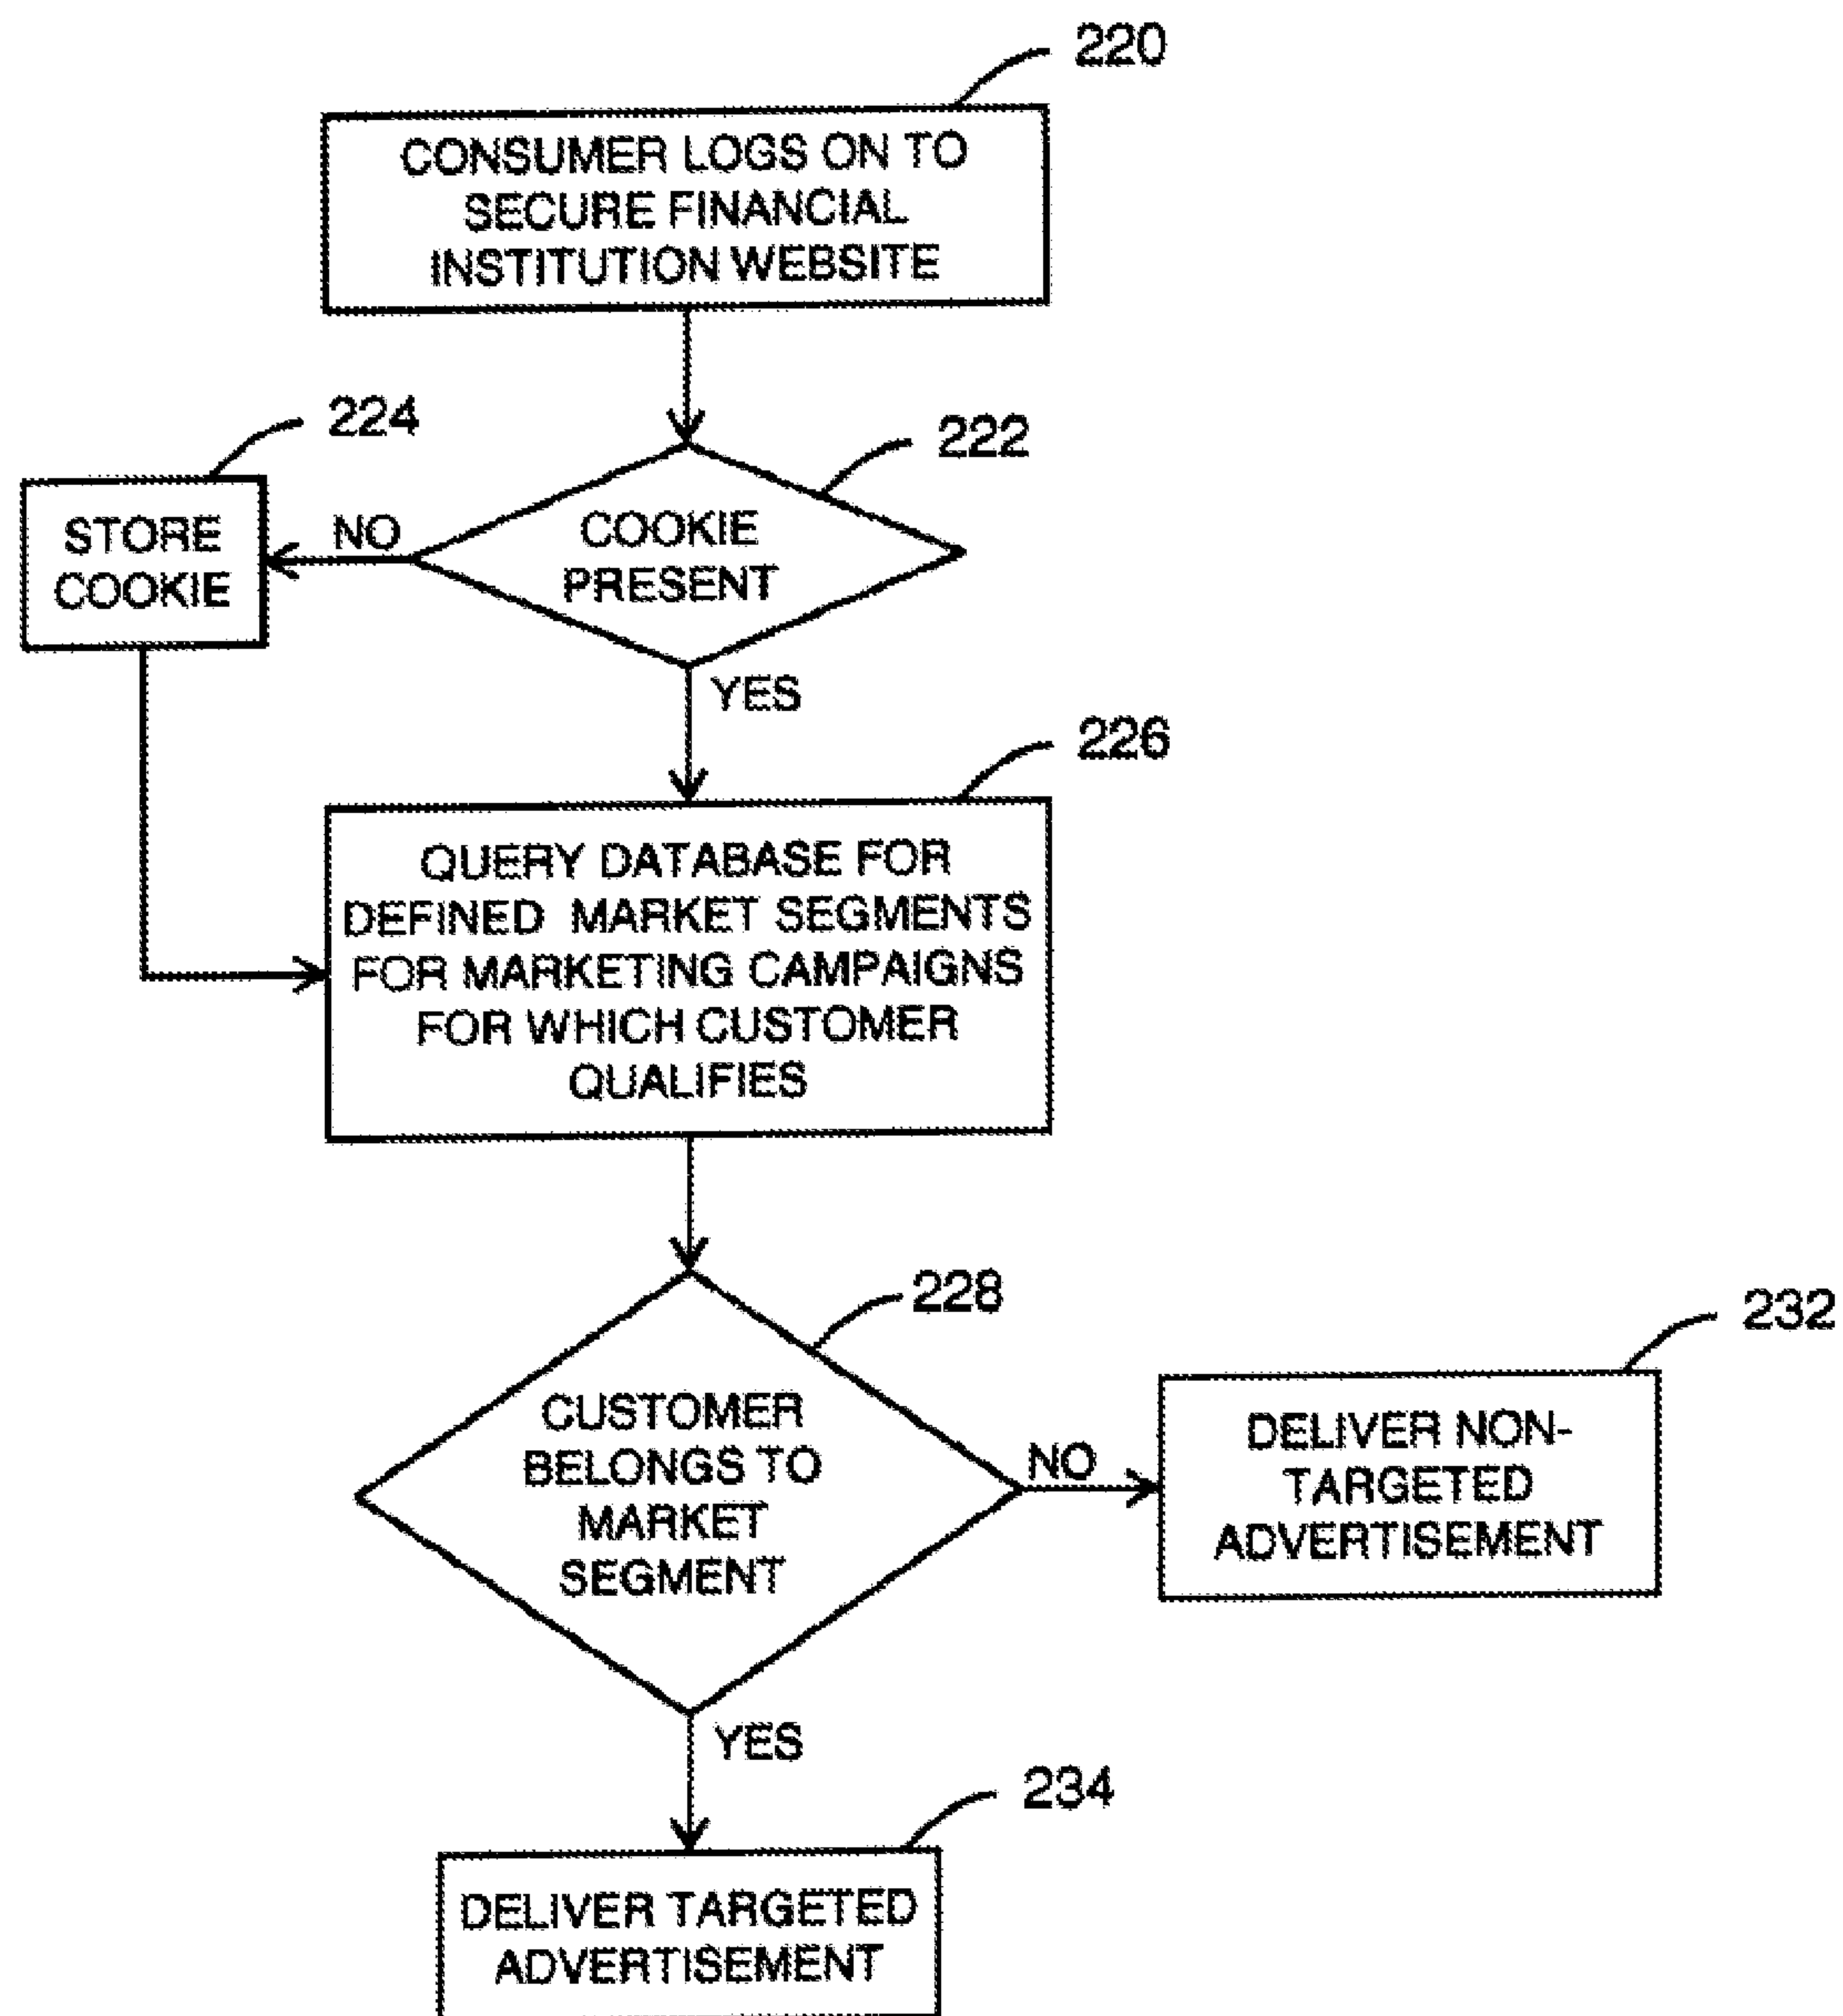 220
CONSUMER LOGS ON TO
SECURE FINANCIAL
INSTITUTION WEBSITE
224
222
STORE
COOKIE
NO
COOKIE
PRESENT
YES
226
QUERY DATABASE FOR
DEFINED MARKET SEGMENTS
FOR MARKETING CAMPAIGNS
FOR WHICH CUSTOMER
QUALIFIES
228
232
CUSTOMER
BELONGS TO
MARKET
SEGMENT
NO
DELIVER NON-
TARGETED
ADVERTISEMENT
YES
234
DELIVER TARGETED
ADVERTISEMENT